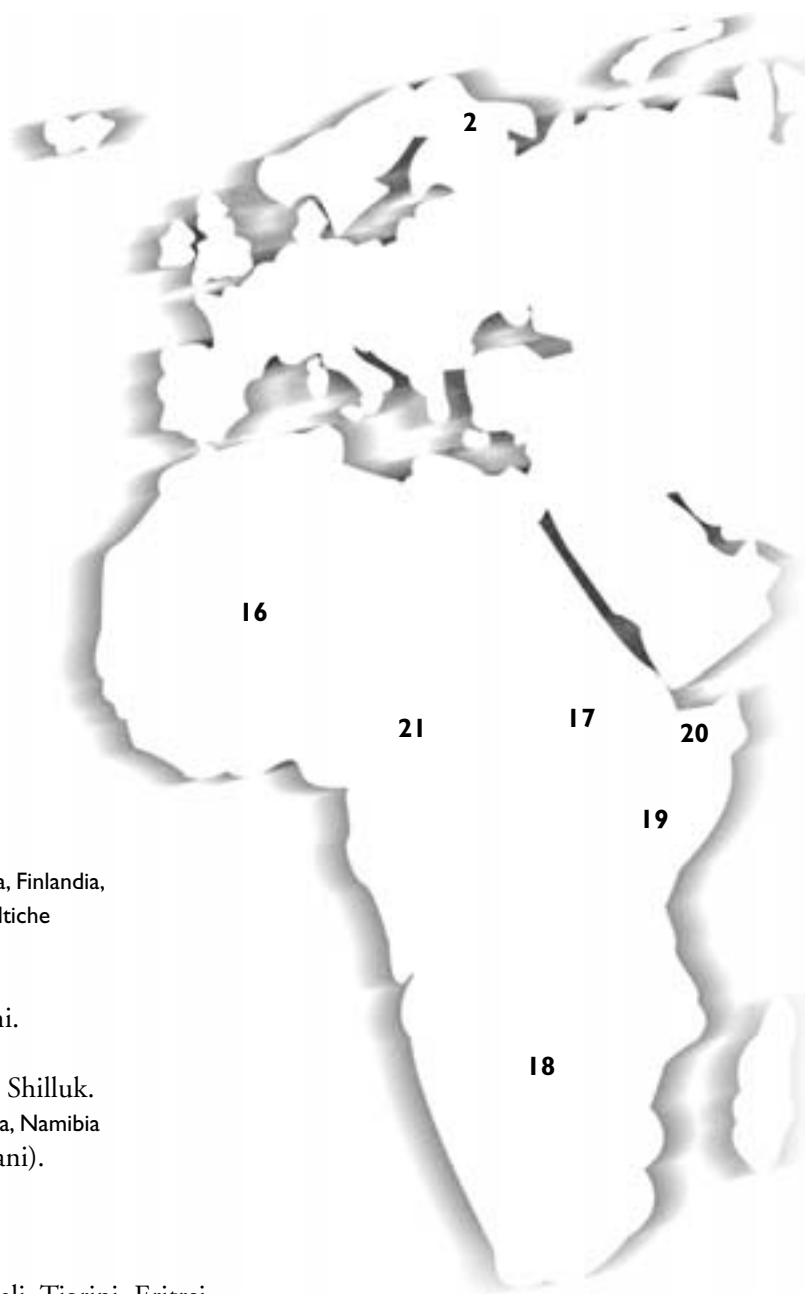 2
16
17
21
20
19
a, Finlandia,
ltiche
ni.
18
Shilluk.
a, Namibia
ani).
eli, Tigrini, Eritrei